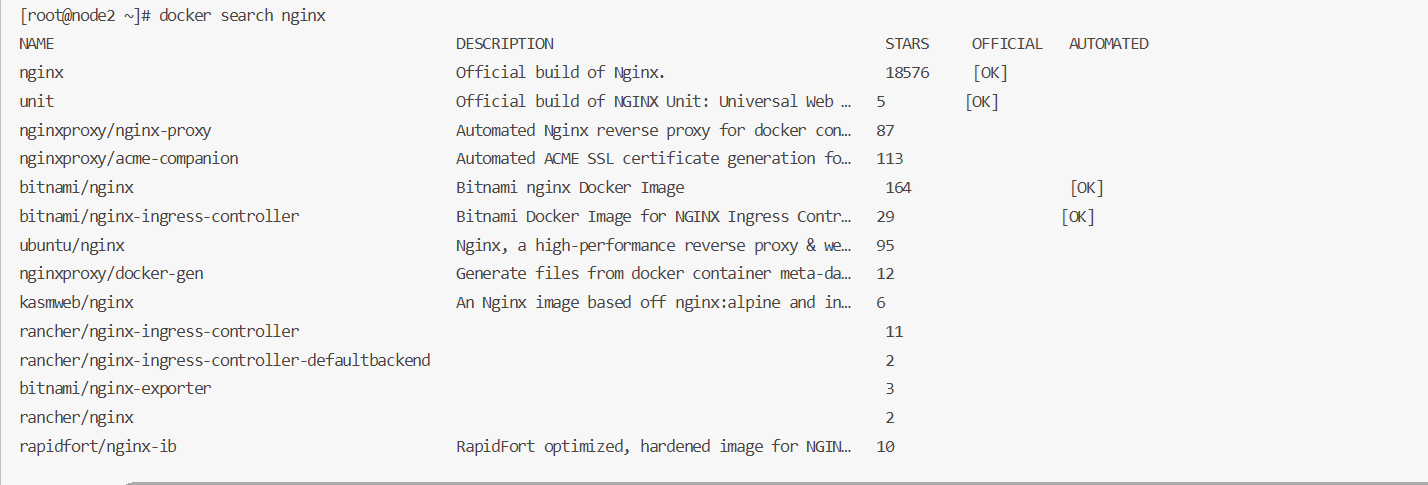 [root@node2 ~]# docker search nginx
NAME DESCRIPTION STARS OFFICIAL AUTOMATED
nginx Official build of Nginx. 18576 [OK]
unit Official build of NGINX Unit: Universal Web … 5 [OK]
nginxproxy/nginx-proxy Automated Nginx reverse proxy for docker con… 87
nginxproxy/acme-companion Automated ACME SSL certificate generation fo… 113
bitnami/nginx Bitnami nginx Docker Image 164 [OK]
bitnami/nginx-ingress-controller Bitnami Docker Image for NGINX Ingress Contr… 29 [OK]
ubuntu/nginx Nginx, a high-performance reverse proxy & we… 95
nginxproxy/docker-gen Generate files from docker container meta-da… 12
kasmweb/nginx An Nginx image based off nginx:alpine and in… 6
rancher/nginx-ingress-controller 11
rancher/nginx-ingress-controller-defaultbackend 2
bitnami/nginx-exporter 3
rancher/nginx 2
rapidfort/nginx-ib RapidFort optimized, hardened image for NGIN… 10